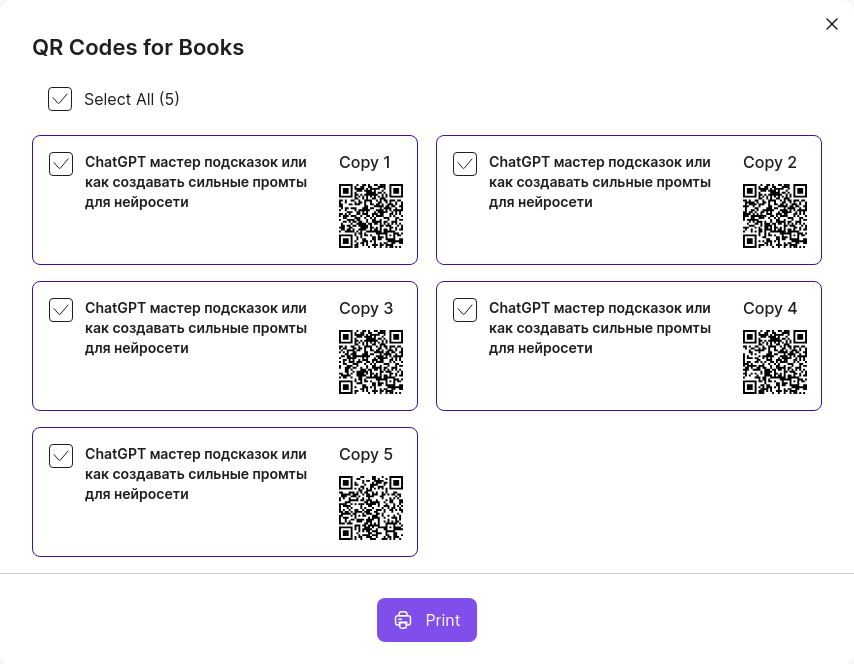 QR Codes for Books
Select All (5)
ChatGPT мастер подсказок или
как создавать сильные промты
для нейросети
Copy 1
ChatGPT мастер подсказок или
как создавать сильные промты
для нейросети
Copy 2
ChatGPT мастер подсказок или
как создавать сильные промты
для нейросети
Copy 3
ChatGPT мастер подсказок или
как создавать сильные промты
для нейросети
Copy 4
ChatGPT мастер подсказок или
как создавать сильные промты
для нейросети
Copy 5
Print